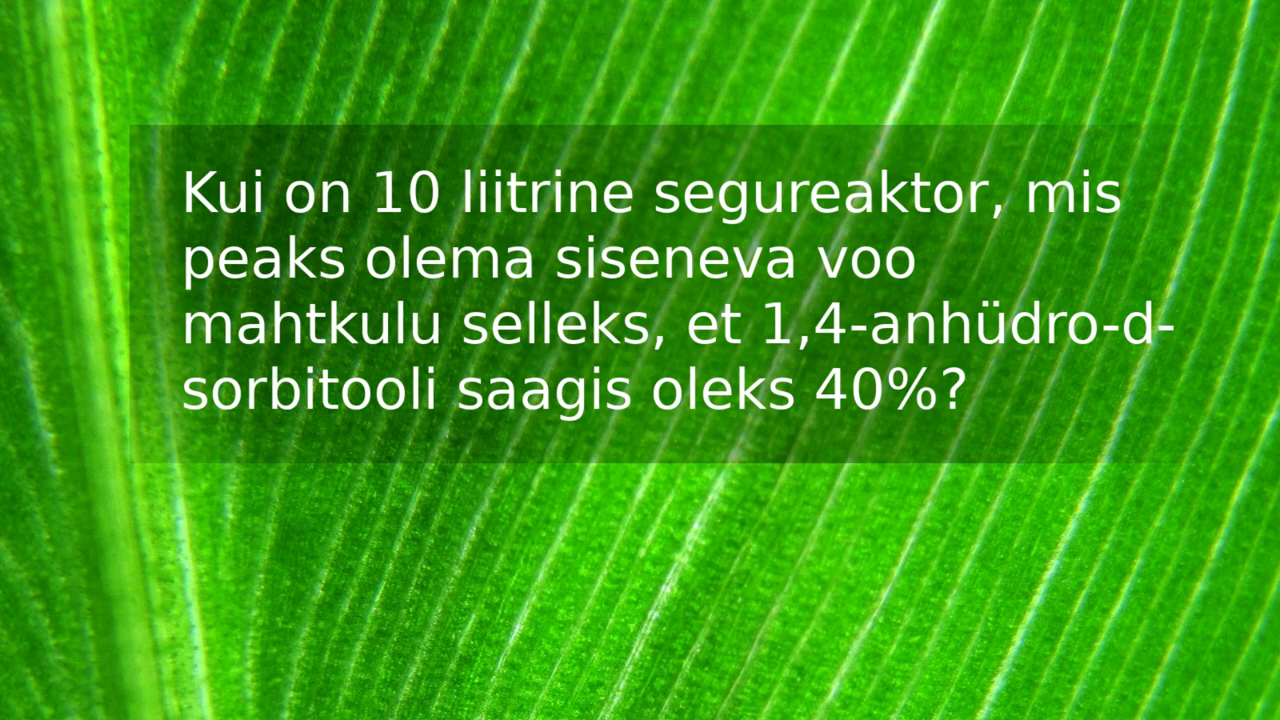 Kui on 10 liitrine segureaktor, mis
peaks olema siseneva voo
mahtkulu selleks, et 1,4-anhüdro-d-
sorbitooli saagis oleks 40%?